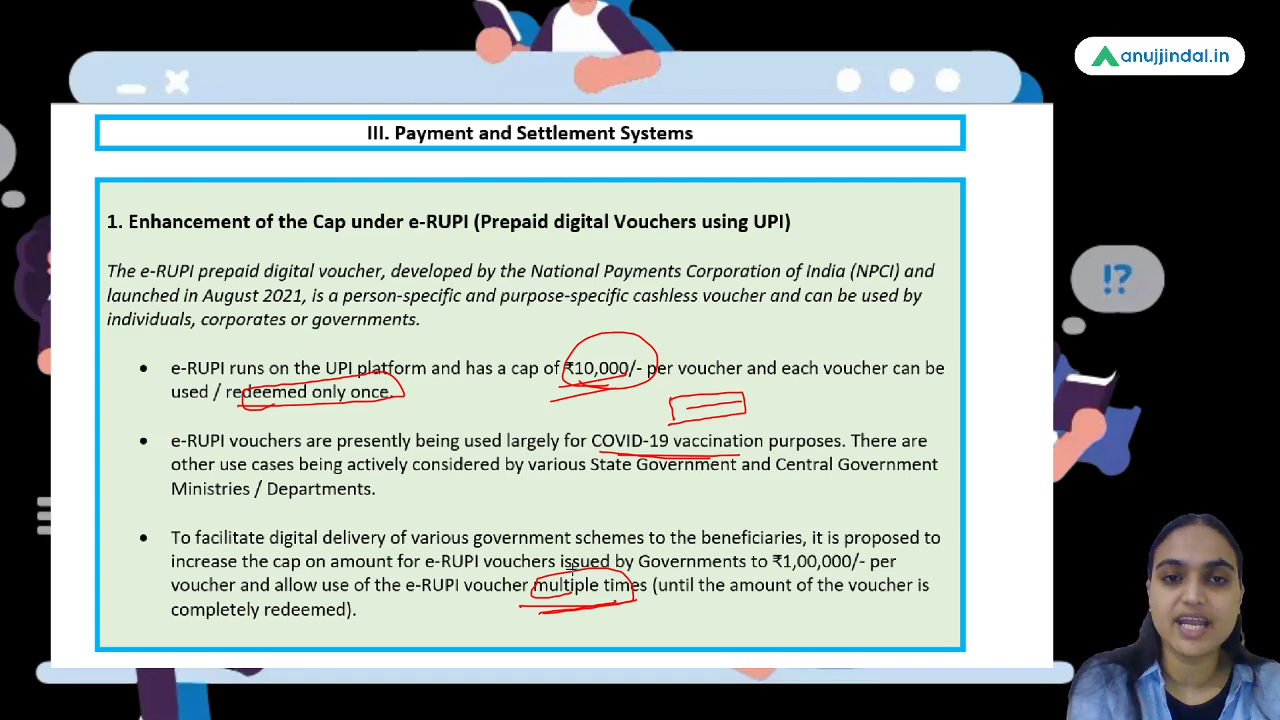 anujjindal.in
III. Payment and Settlement Systems
1. Enhancement of the Cap under e-RUPI (Prepaid digital Vouchers using UPI)
The e-RUPI prepaid digital voucher, developed by the National Payments Corporation of India (NPCI) and
launched in August 2021, is a person-specific and purpose-specific cashless voucher and can be used by
individuals, corporates or governments.
• e-RUPI runs on the UPI platform and has a cap of ₹10,000/- per voucher and each voucher can be
used / redeemed only once.
• e-RUPI vouchers are presently being used largely for COVID-19 vaccination purposes. There are
other use cases being actively considered by various State Government and Central Government
Ministries / Departments.
• To facilitate digital delivery of various government schemes to the beneficiaries, it is proposed to
increase the cap on amount for e-RUPI vouchers issued by Governments to ₹1,00,000/- per
voucher and allow use of the e-RUPI voucher multiple times (until the amount of the voucher is
completely redeemed).
!?